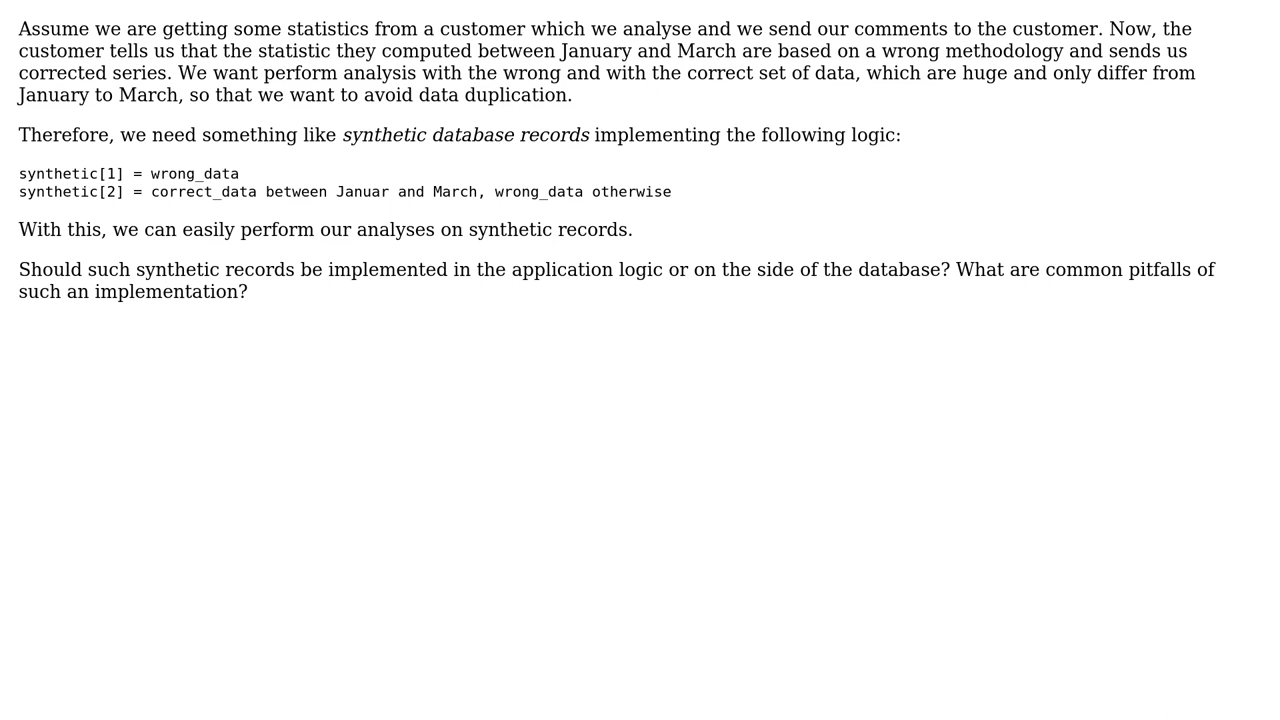 Assume we are getting some statistics from a customer which we analyse and we send our comments to the customer. Now, the
customer tells us that the statistic they computed between January and March are based on a wrong methodology and sends us
corrected series. We want perform analysis with the wrong and with the correct set of data, which are huge and only differ from
January to March, so that we want to avoid data duplication.
Therefore, we need something like synthetic database records implementing the following logic:
synthetic[1] = wrong_data
synthetic[2] = correct_data between Januar and March, wrong_data otherwise
With this, we can easily perform our analyses on synthetic records.
Should such synthetic records be implemented in the application logic or on the side of the database? What are common pitfalls of
such an implementation?